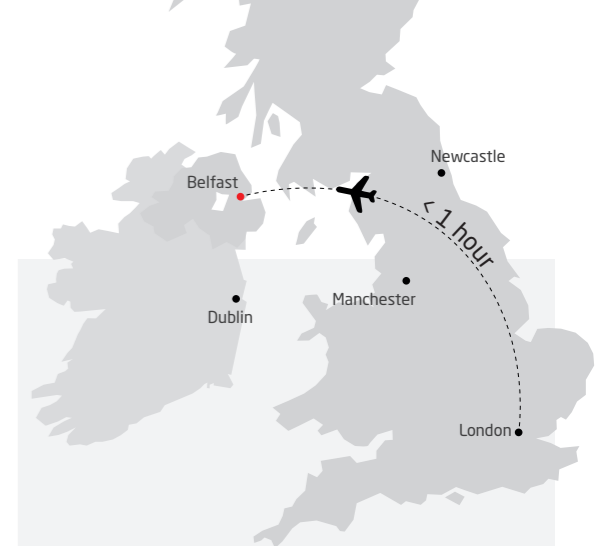 Newcastle
Belfast
< 1 hour
Manchester
Dublin
London